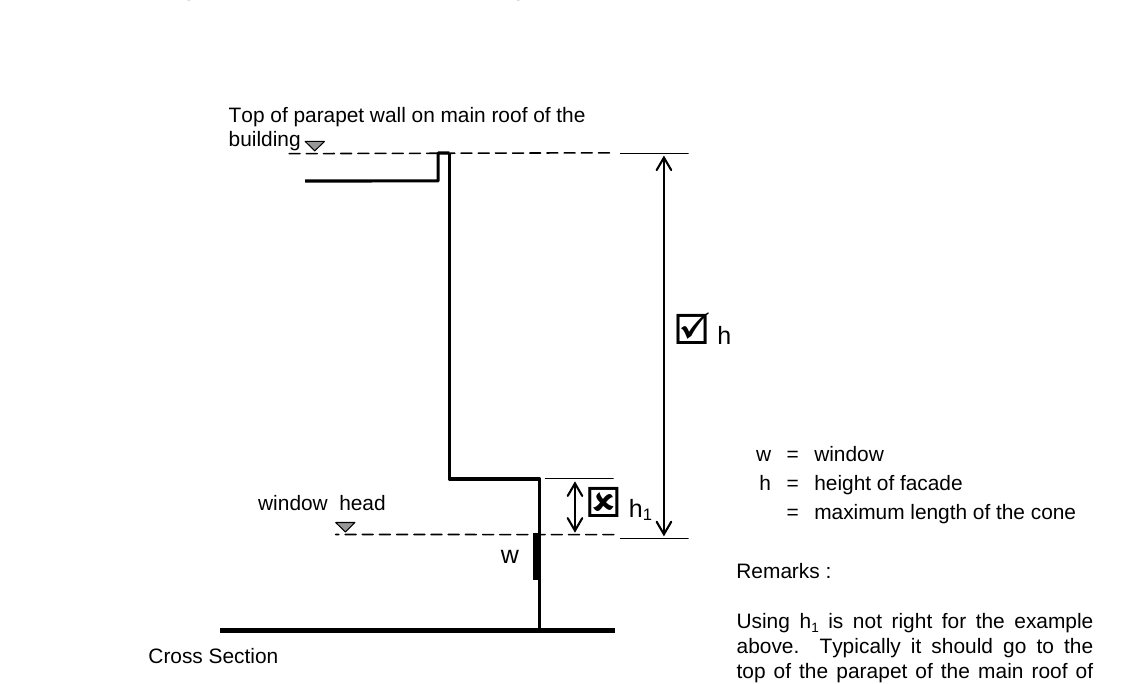 Top of parapet wall on main roof of the
building
h
w = window
h = height of facade
= maximum length of the cone
window head
h₁
w
Remarks :
Using h₁ is not right for the example
above. Typically it should go to the
top of the parapet of the main roof of
Cross Section